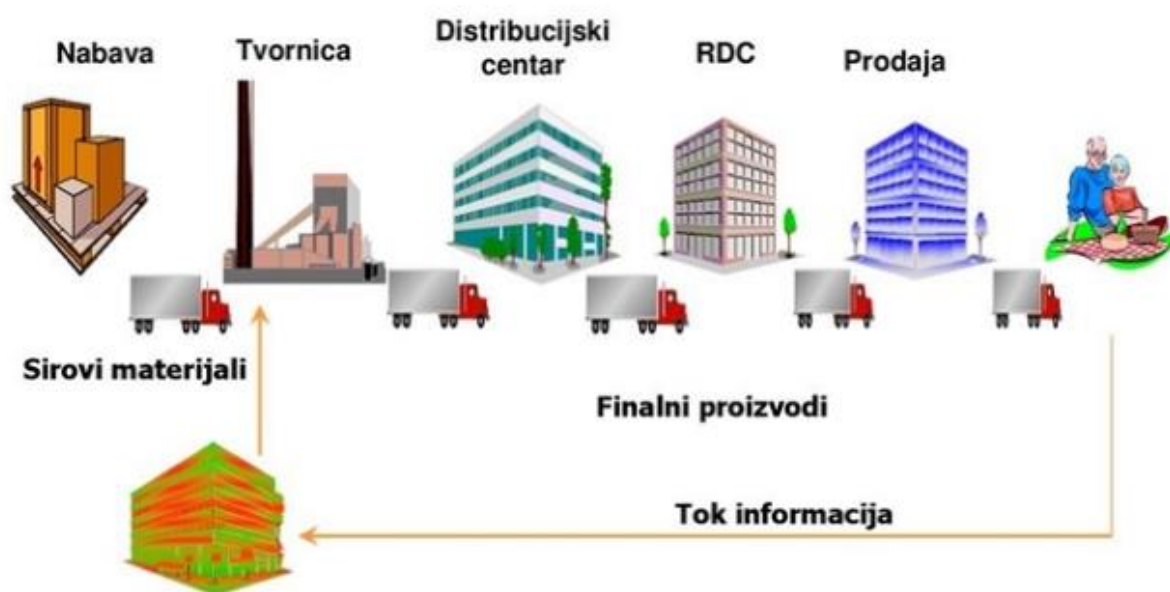 Nabava
Tvornica
Distribucijski
centar
RDC
Prodaja
Sirovi materijali
Finalni proizvodi
Tok informacija